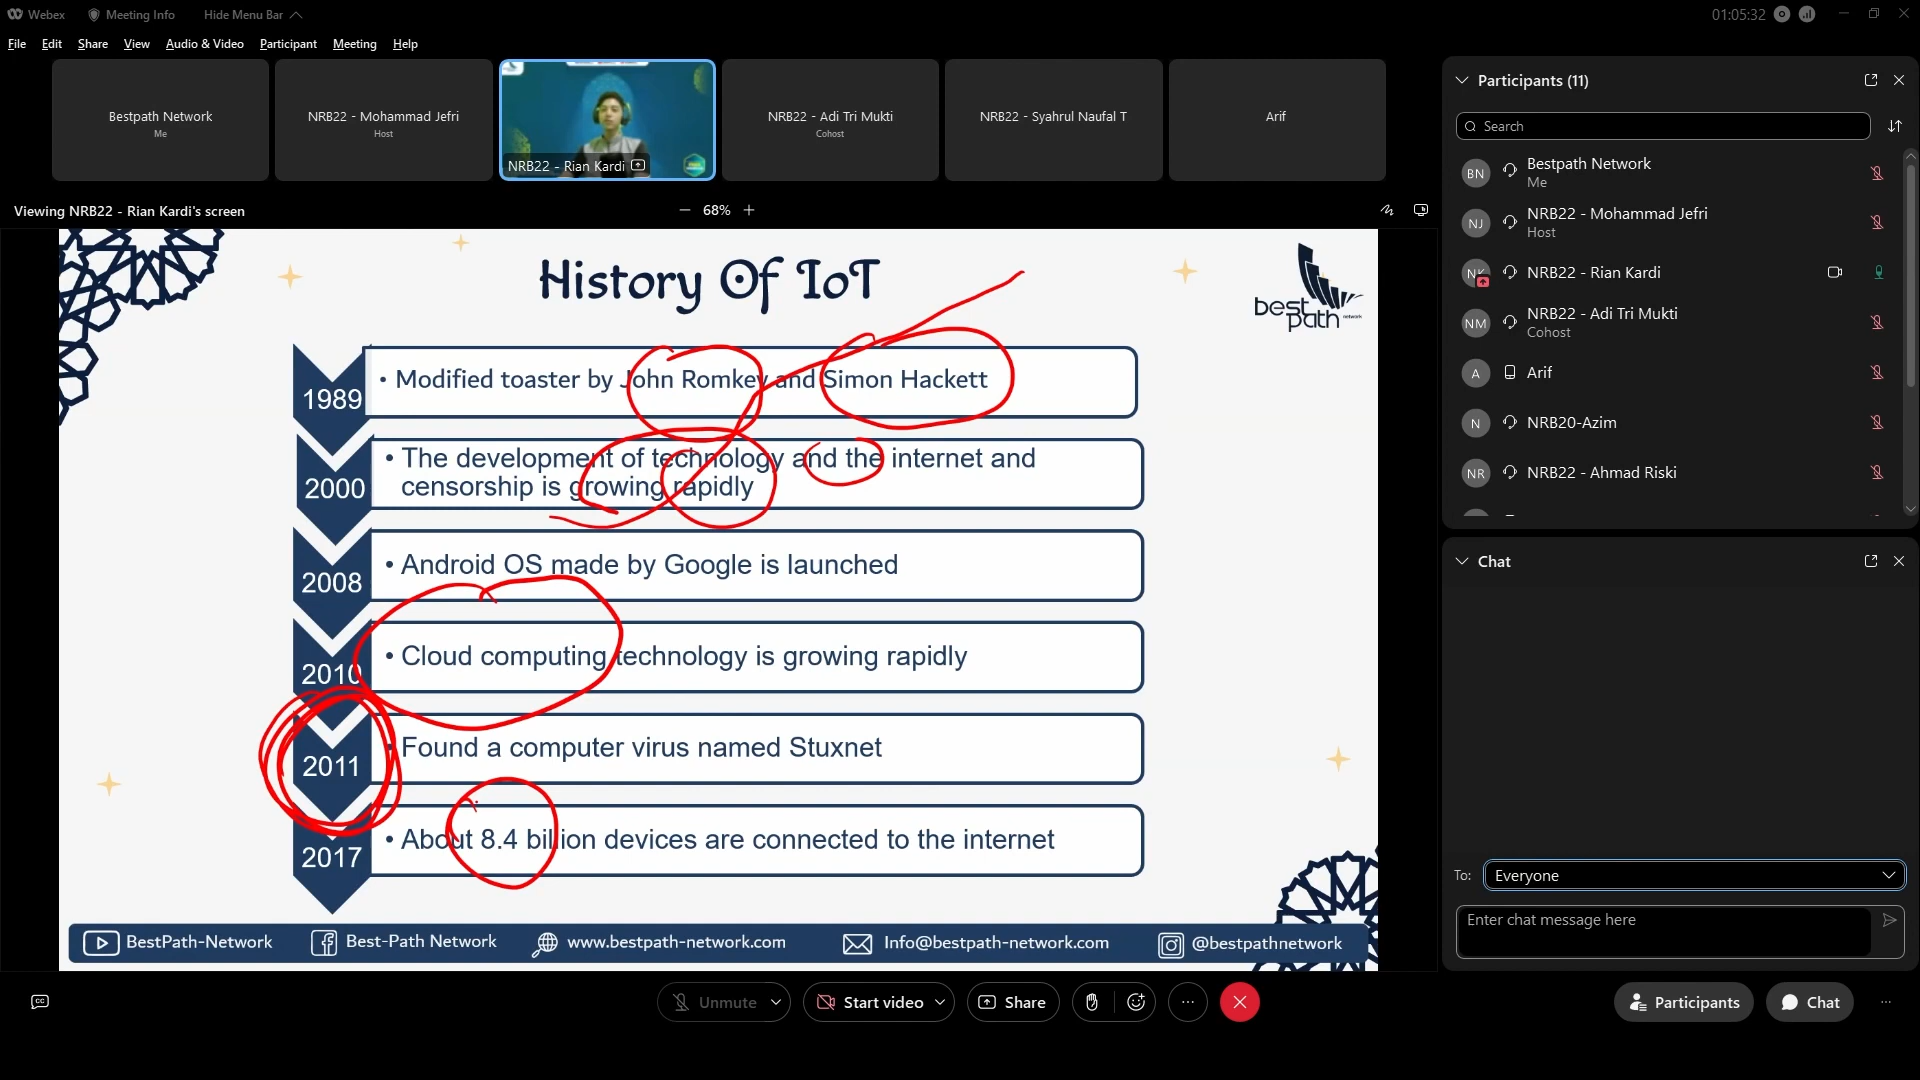 Webex
Meeting Info
Hide Menu Bar
01:05:32
File Edit Share View Audio & Video Participant Meeting Help
Bestpath Network
Me
NRB22 - Mohammad Jefri
Host
NRB22 - Rian Kardi
NRB22 - Adi Tri Mukti
Cohost
NRB22 - Syahrul Naufal T
Arif
Viewing NRB22 - Rian Kardi's screen
68%
History Of IoT
best path network
1989
• Modified toaster by John Romkey and Simon Hackett
2000
• The development of technology and the internet and
censorship is growing rapidly
2008
• Android OS made by Google is launched
2010
• Cloud computing technology is growing rapidly
2011
• Found a computer virus named Stuxnet
2017
• About 8.4 billion devices are connected to the internet
BestPath-Network
Best-Path Network
www.bestpath-network.com
Info@bestpath-network.com
@bestpathnetwork
Participants (11)
Search
BN
Bestpath Network
Me
NJ
NRB22 - Mohammad Jefri
Host
NK
NRB22 - Rian Kardi
NM
NRB22 - Adi Tri Mukti
Cohost
A
Arif
N
NRB20-Azim
NR
NRB22 - Ahmad Riski
Chat
To:
Everyone
Enter chat message here
Unmute
Start video
Share
Participants
Chat